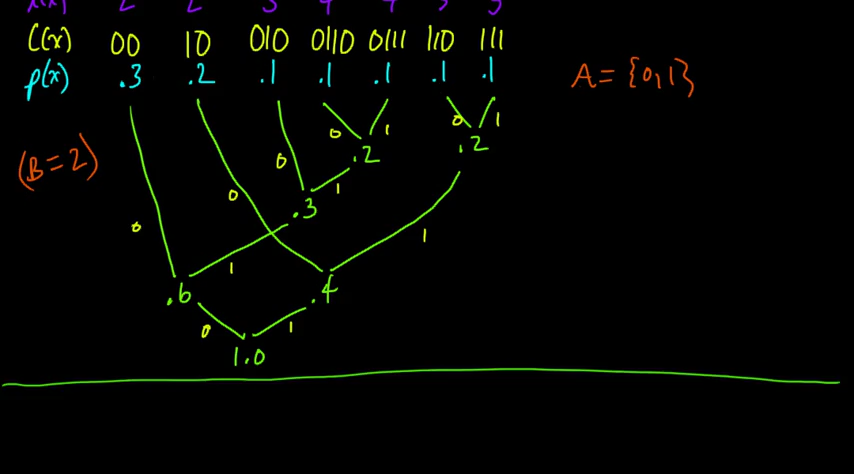 C(x) 00 10 010 0110 0111 110 111
p(x) .3 .2 .1 .1 .1 .1 .1
A = {0,1}
0 1 0 1
(B=2) .2 .2
0 0 1
.3
0 1 1
.6 .4
0 1
1.0